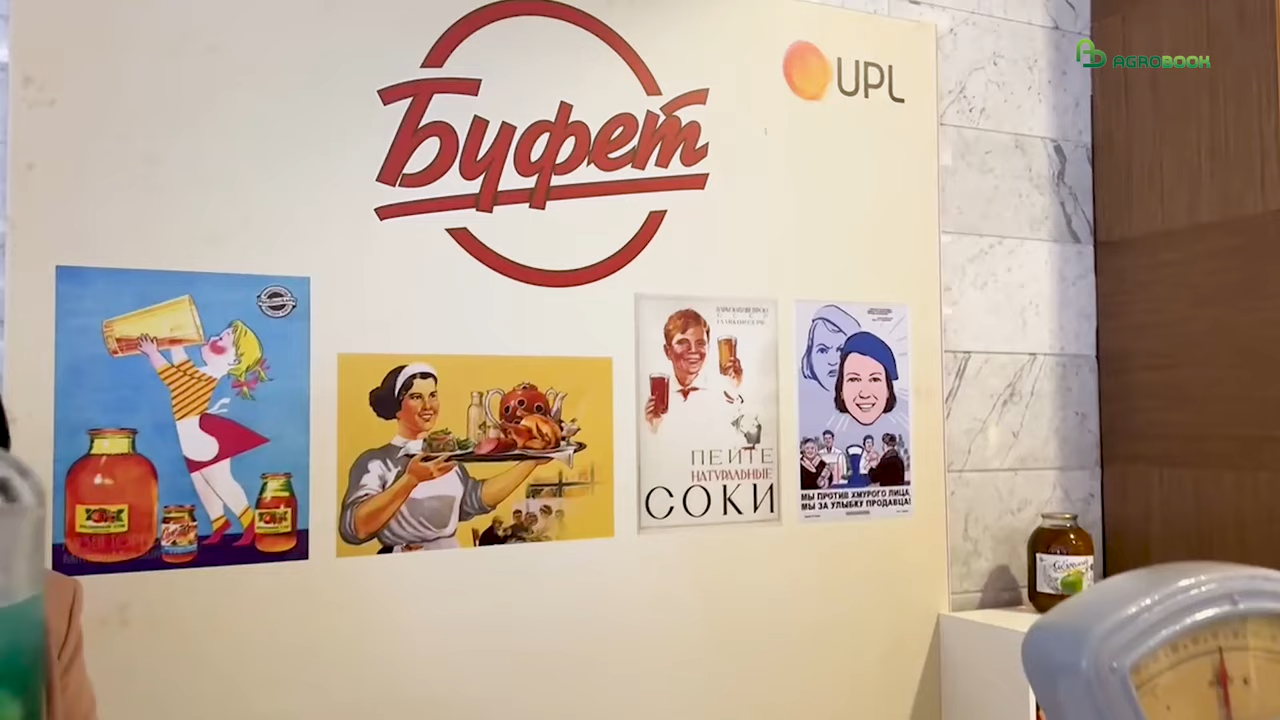 Буфет
UPL
AGROBOOK
ПЕЙТЕ
НАТУРАЛЬНЫЕ
СОКИ
МЫ ПРОТИВ ХМУРОГО ЛИЦА,
МЫ ЗА УЛЫБКУ ПРОДАВЦА!